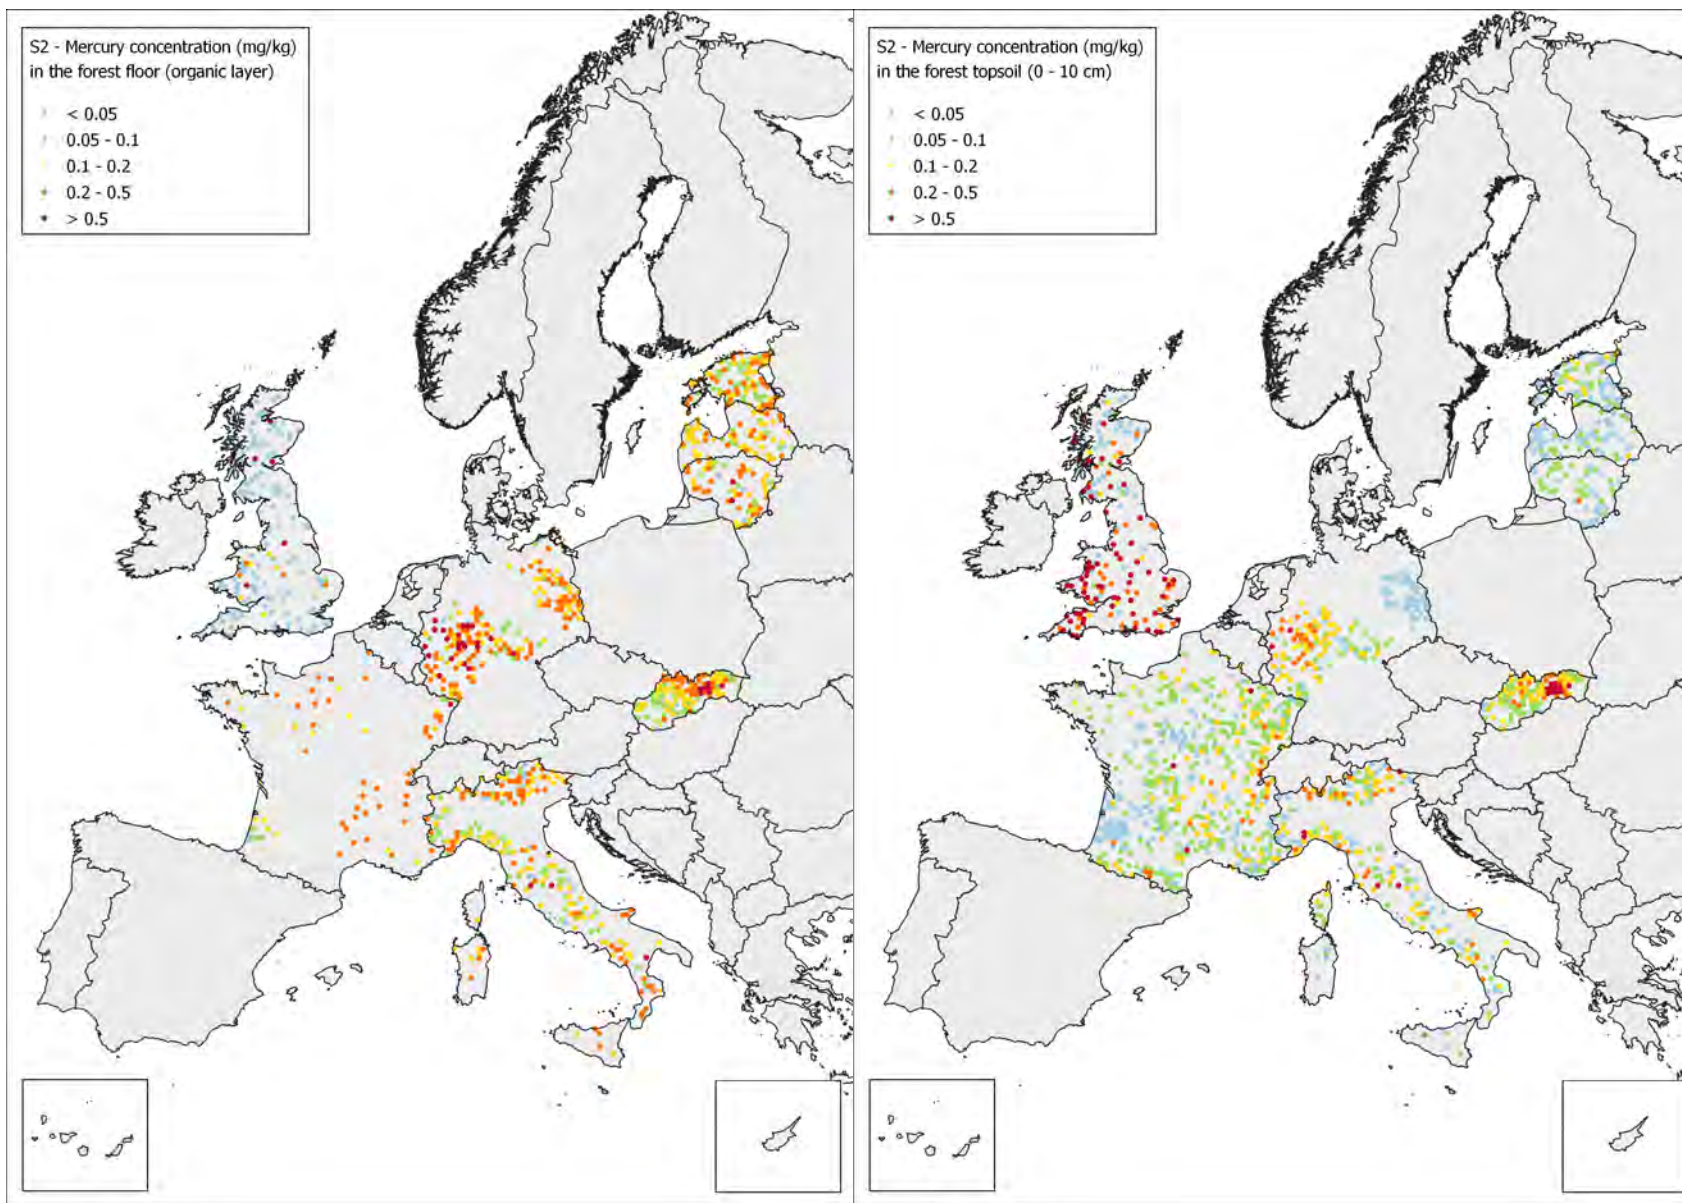 S2 - Mercury concentration (mg/kg)
in the forest floor (organic layer)
< 0.05
0.05 - 0.1
0.1 - 0.2
0.2 - 0.5
> 0.5
S2 - Mercury concentration (mg/kg)
in the forest topsoil (0 - 10 cm)
< 0.05
0.05 - 0.1
0.1 - 0.2
0.2 - 0.5
> 0.5